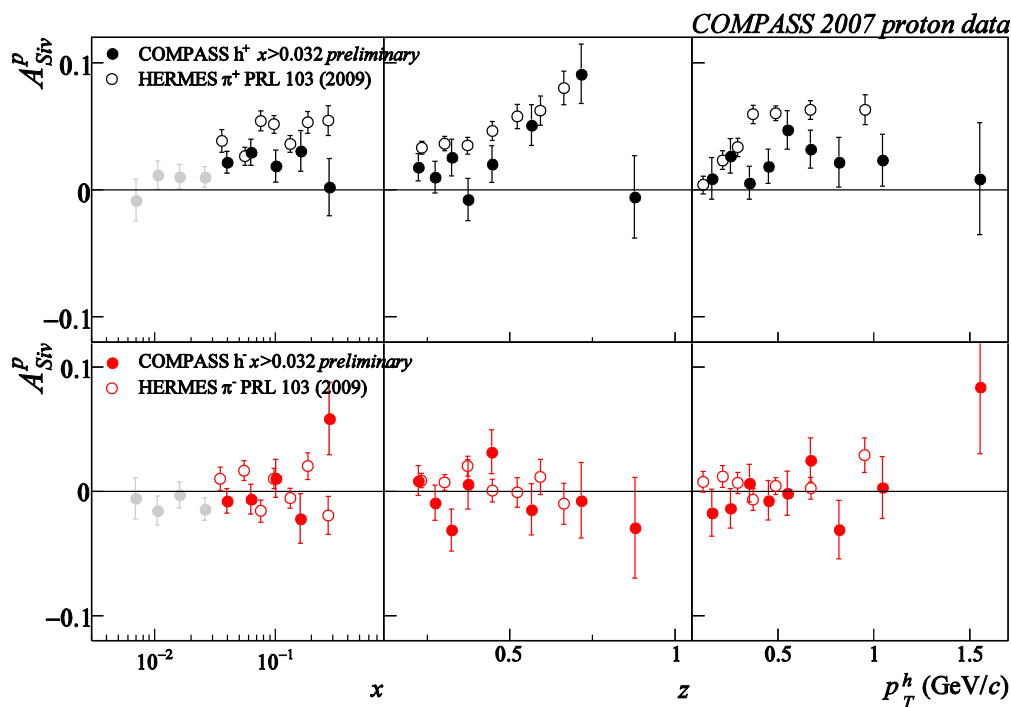 COMPASS 2007 proton data
A^p_Siv
0.1
0
−0.1
COMPASS h⁺ x>0.032 preliminary
HERMES π⁺ PRL 103 (2009)
A^p_Siv
0.1
0
−0.1
COMPASS h⁻ x>0.032 preliminary
HERMES π⁻ PRL 103 (2009)
10⁻² 10⁻¹ 0.5 1 0.5 1 1.5
x z p_T^h (GeV/c)